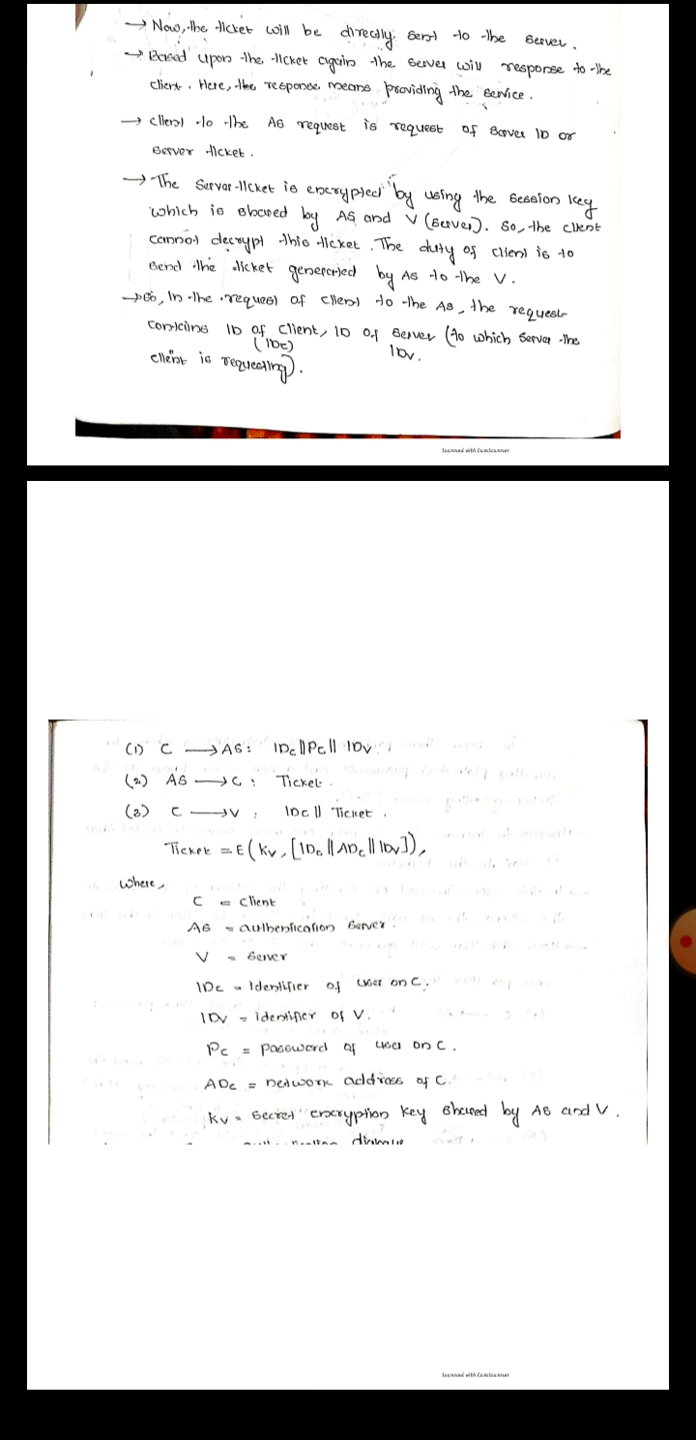 → Now, the ticket will be directly sent to the server.
→ Based upon the ticket again the server will response to the
client. Here, the response means providing the service.
→ client to the AS request is request of server ID or
server ticket.
→ The server ticket is encrypted by using the session key
which is shared by AS and V (server). So, the client
cannot decrypt this ticket. The duty of client is to
send the ticket generated by AS to the V.
→ So, in the request of client to the AS, the request
contains ID of client, ID of server (to which server the
(IDc) IDv.
client is requesting).
Scanned with CamScanner
(1) C → AS: IDc||Pc|| IDv.
(2) AS → C: Ticket.
(3) C → V: IDc || Ticket.
Ticket = E(kv, [IDc || ADc || IDv]),
where,
C = client
AS = authentication server.
V = server
IDc = Identifier of user on C.
IDv = identifier of V.
Pc = password of user on C.
ADc = network address of C.
kv = secret encryption key shared by AS and V.
Scanned with CamScanner